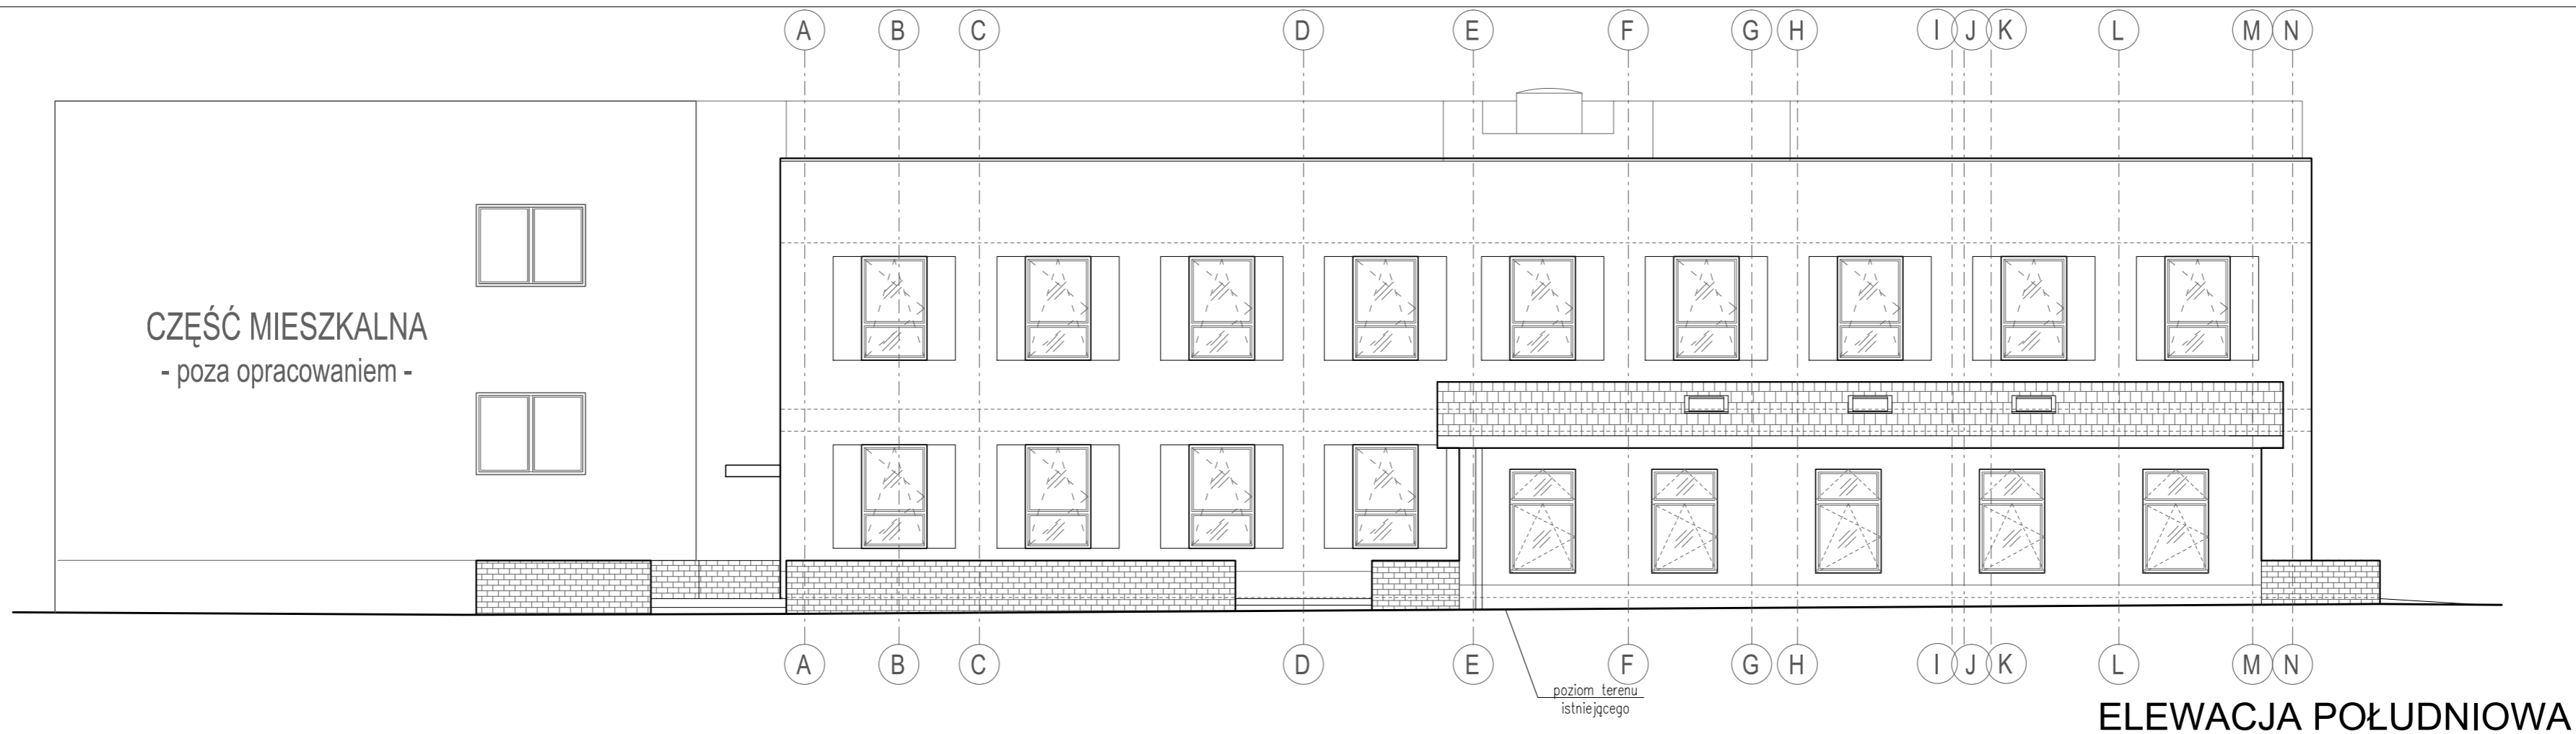 A B C D E F G H I J K L M N
CZĘŚĆ MIESZKALNA
- poza opracowaniem -
A B C D E F G H I J K L M N
poziom terenu
istniejącego
ELEWACJA POŁUDNIOWA